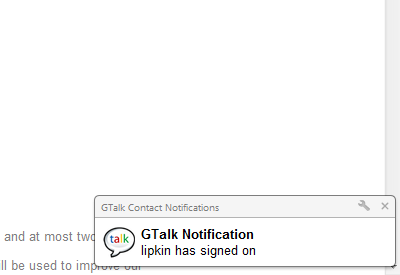 GTalk Contact Notifications
talk
GTalk Notification
lipkin has signed on
and at most two
ll be used to improve our